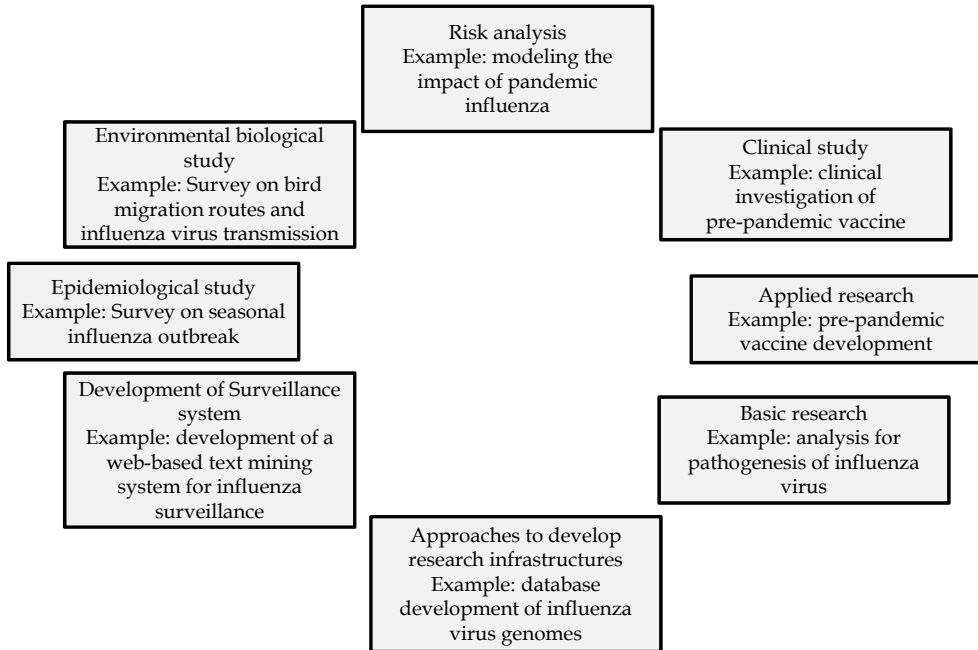 Risk analysis
Example: modeling the
impact of pandemic
influenza
Environmental biological
study
Example: Survey on bird
migration routes and
influenza virus transmission
Clinical study
Example: clinical
investigation of
pre-pandemic vaccine
Epidemiological study
Example: Survey on seasonal
influenza outbreak
Applied research
Example: pre-pandemic
vaccine development
Development of Surveillance
system
Example: development of a
web-based text mining
system for influenza
surveillance
Basic research
Example: analysis for
pathogenesis of influenza
virus
Approaches to develop
research infrastructures
Example: database
development of influenza
virus genomes